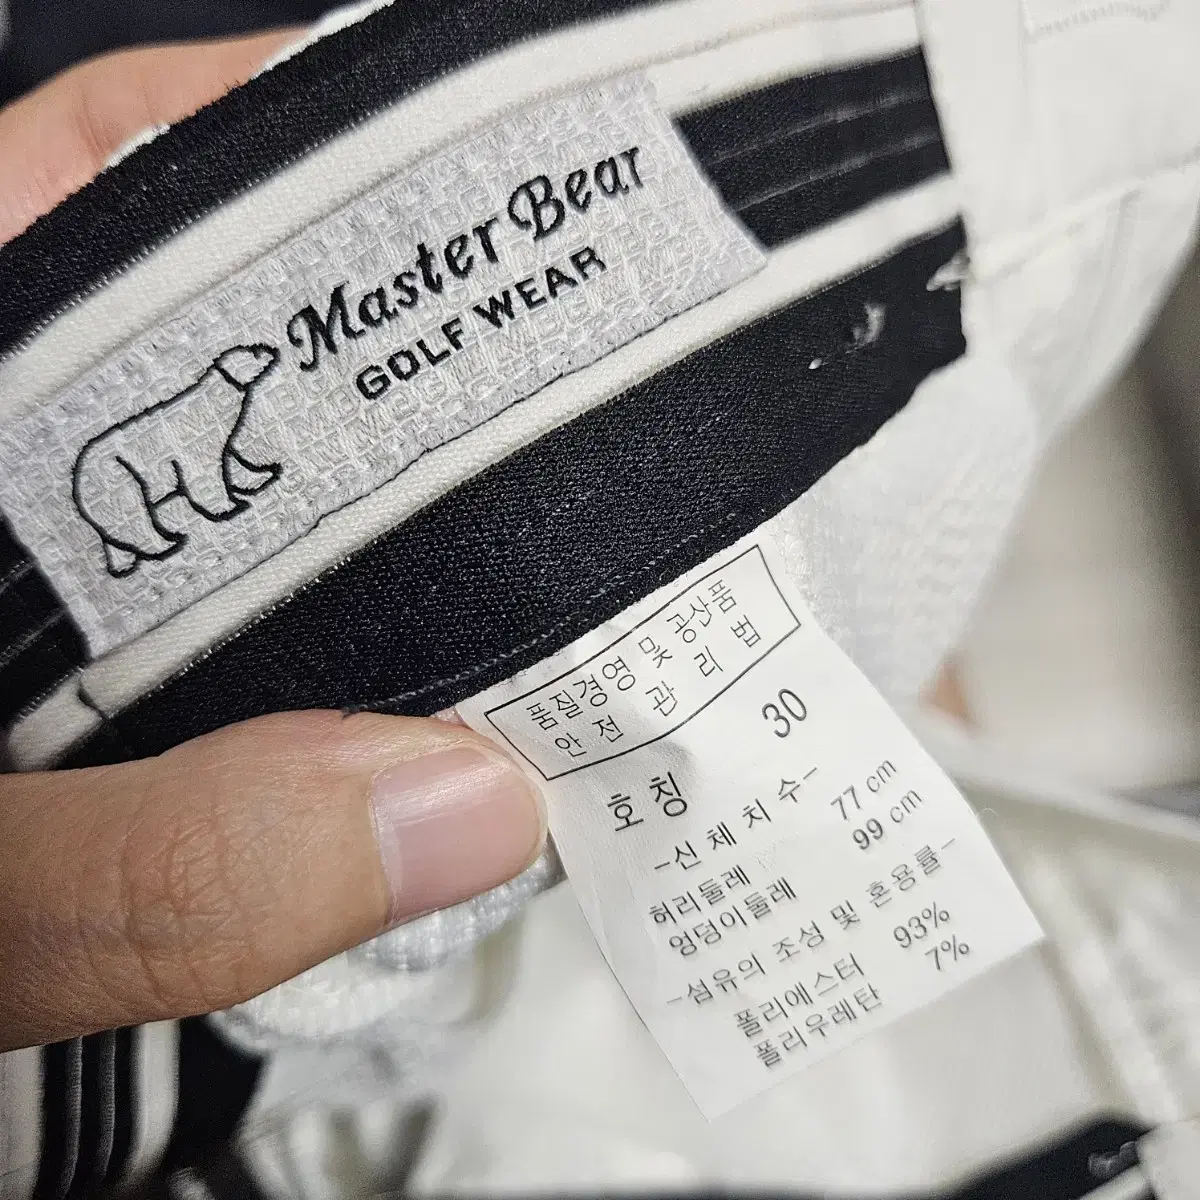 Master Bear
GOLF WEAR
품질경영 및 공산품
안 전 관 리 법
호 칭 30
-신 체 치 수-
허리둘레 77 cm
엉덩이둘레 99 cm
-섬유의 조성 및 혼용률-
폴리에스터 93%
폴리우레탄 7%